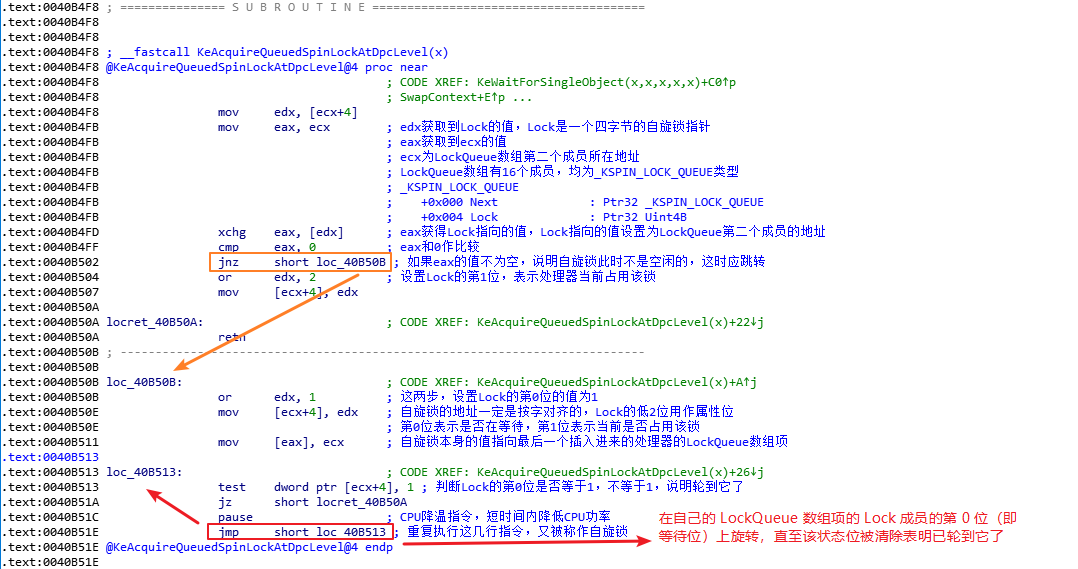 .text:0040B4F8 ; =============== S U B R O U T I N E =======================================
.text:0040B4F8
.text:0040B4F8
.text:0040B4F8 ; __fastcall KeAcquireQueuedSpinLockAtDpcLevel(x)
.text:0040B4F8 @KeAcquireQueuedSpinLockAtDpcLevel@4 proc near
.text:0040B4F8 ; CODE XREF: KeWaitForSingleObject(x,x,x,x,x)+C0↑p
.text:0040B4F8 ; SwapContext+E↑p ...
.text:0040B4F8 mov edx, [ecx+4]
.text:0040B4FB mov eax, ecx ; edx获取到Lock的值，Lock是一个四字节的自旋锁指针
.text:0040B4FB ; eax获取到ecx的值
.text:0040B4FB ; ecx为LockQueue数组第二个成员所在地址
.text:0040B4FB ; LockQueue数组有16个成员，均为_KSPIN_LOCK_QUEUE类型
.text:0040B4FB ; _KSPIN_LOCK_QUEUE
.text:0040B4FB ; +0x000 Next : Ptr32 _KSPIN_LOCK_QUEUE
.text:0040B4FB ; +0x004 Lock : Ptr32 Uint4B
.text:0040B4FD xchg eax, [edx] ; eax获得Lock指向的值，Lock指向的值设置为LockQueue第二个成员的地址
.text:0040B4FF cmp eax, 0 ; eax和0作比较
.text:0040B502 jnz short loc_40B50B ; 如果eax的值不为空，说明自旋锁此时不是空闲的，这时应跳转
.text:0040B504 or edx, 2 ; 设置Lock的第1位，表示处理器当前占用该锁
.text:0040B507 mov [ecx+4], edx
.text:0040B50A
.text:0040B50A locret_40B50A: ; CODE XREF: KeAcquireQueuedSpinLockAtDpcLevel(x)+22↓j
.text:0040B50A retn
.text:0040B50B ; ---------------------------------------------------------------------------
.text:0040B50B
.text:0040B50B loc_40B50B: ; CODE XREF: KeAcquireQueuedSpinLockAtDpcLevel(x)+A↑j
.text:0040B50B or edx, 1 ; 这两步，设置Lock的第0位的值为1
.text:0040B50E mov [ecx+4], edx ; 自旋锁的地址一定是按字对齐的，Lock的低2位用作属性位
.text:0040B50E ; 第0位表示是否在等待，第1位表示当前是否占用该锁
.text:0040B511 mov [eax], ecx ; 自旋锁本身的值指向最后一个插入进来的处理器的LockQueue数组项
.text:0040B513
.text:0040B513 loc_40B513: ; CODE XREF: KeAcquireQueuedSpinLockAtDpcLevel(x)+26↓j
.text:0040B513 test dword ptr [ecx+4], 1 ; 判断Lock的第0位是否等于1，不等于1，说明轮到它了
.text:0040B51A jz short locret_40B50A
.text:0040B51C pause ; CPU降温指令，短时间内降低CPU功率
.text:0040B51E jmp short loc_40B513 ; 重复执行这几行指令，又被称作自旋锁
.text:0040B51E @KeAcquireQueuedSpinLockAtDpcLevel@4 endp
.text:0040B51E
在自己的 LockQueue 数组项的 Lock 成员的第 0 位（即
等待位）上旋转，直至该状态位被清除表明已轮到它了